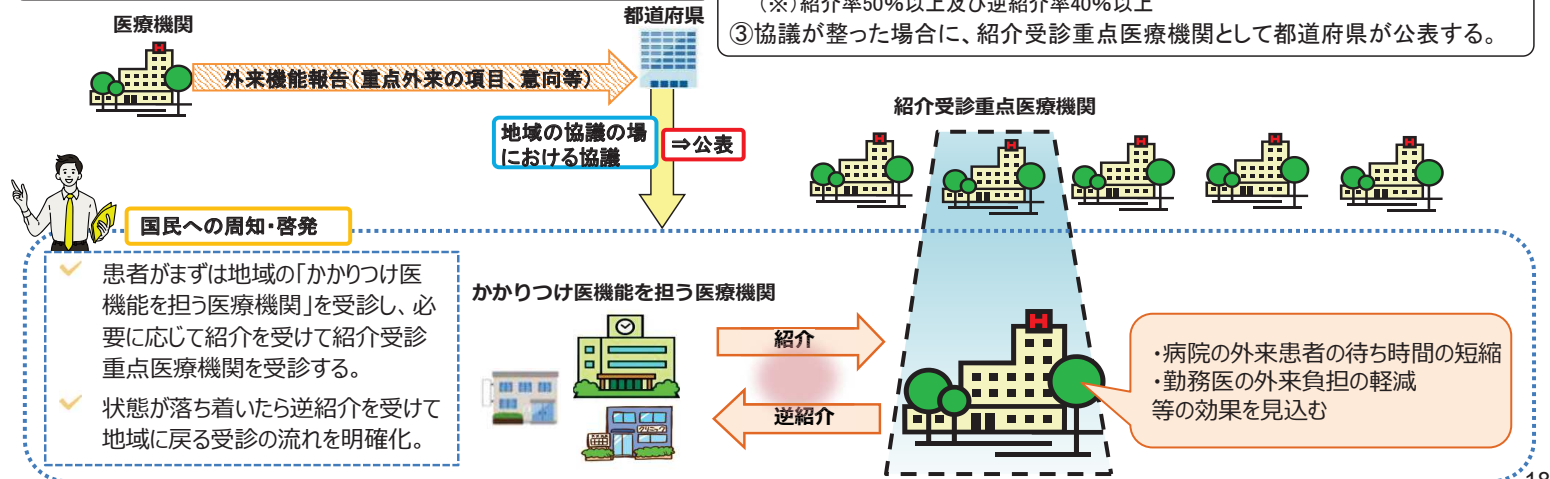 (※)紹介率50%以上及び逆紹介率40%以上
③協議が整った場合に、紹介受診重点医療機関として都道府県が公表する。
医療機関
都道府県
外来機能報告(重点外来の項目、意向等)
地域の協議の場
における協議
⇒公表
紹介受診重点医療機関
国民への周知・啓発
患者がまずは地域の「かかりつけ医
機能を担う医療機関」を受診し、必
要に応じて紹介を受けて紹介受診
重点医療機関を受診する。
状態が落ち着いたら逆紹介を受けて
地域に戻る受診の流れを明確化。
かかりつけ医機能を担う医療機関
クリニック
紹介
逆紹介
・病院の外来患者の待ち時間の短縮
・勤務医の外来負担の軽減
等の効果を見込む
18